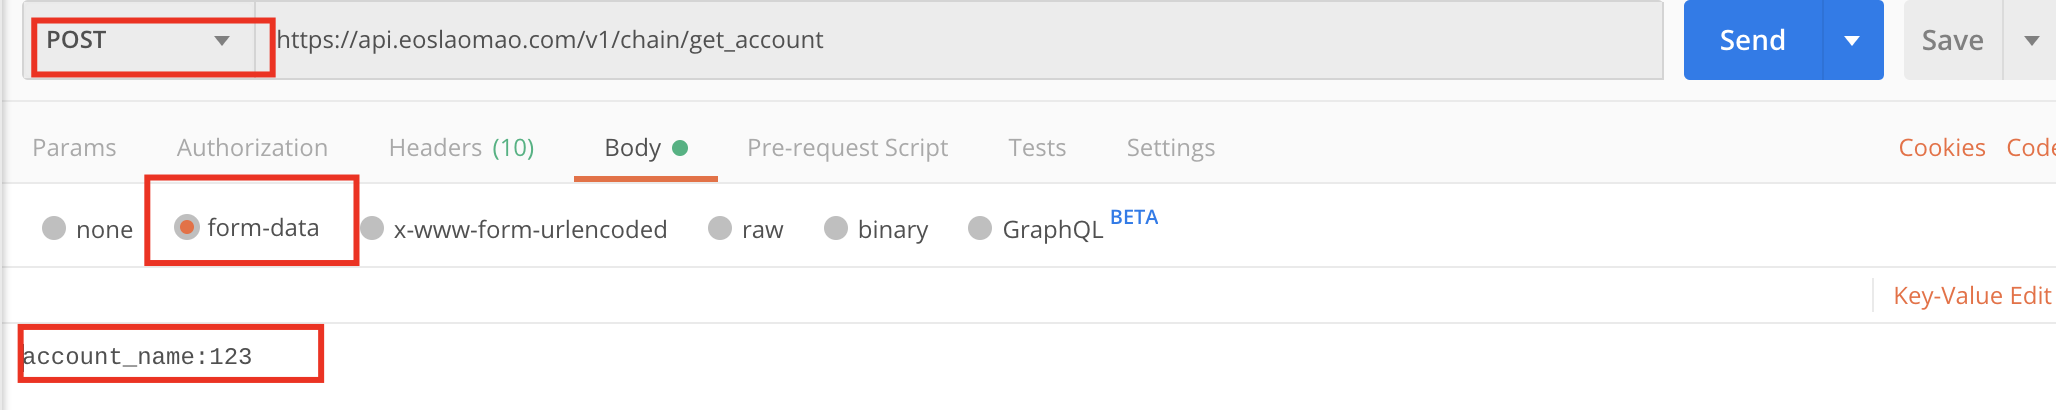 POST https://api.eoslaomao.com/v1/chain/get_account Send Save
Params Authorization Headers (10) Body Pre-request Script Tests Settings Cookies Code
none form-data x-www-form-urlencoded raw binary GraphQL BETA
Key-Value Edit
account_name:123